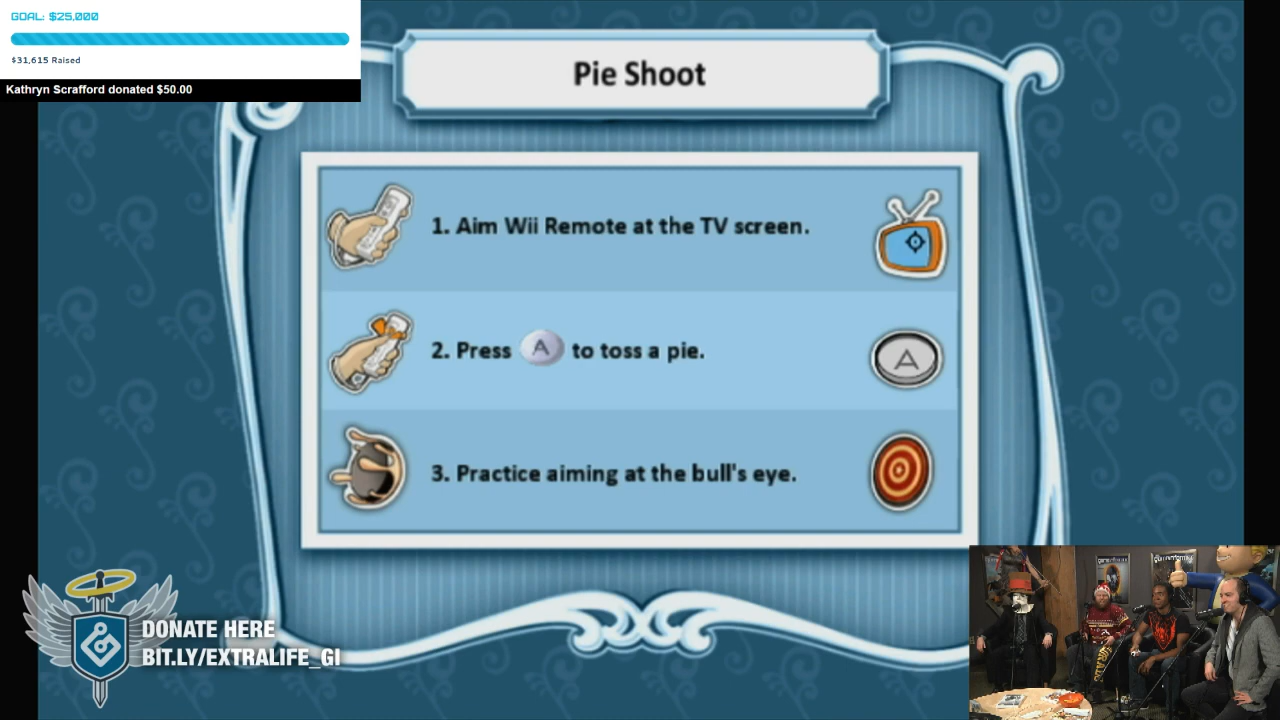 GOAL: $25,000
$31,615 Raised
Kathryn Scrafford donated $50.00
Pie Shoot
1. Aim Wii Remote at the TV screen.
2. Press A to toss a pie.
A
3. Practice aiming at the bull's eye.
DONATE HERE
BIT.LY/EXTRALIFE_GI
gameinformer